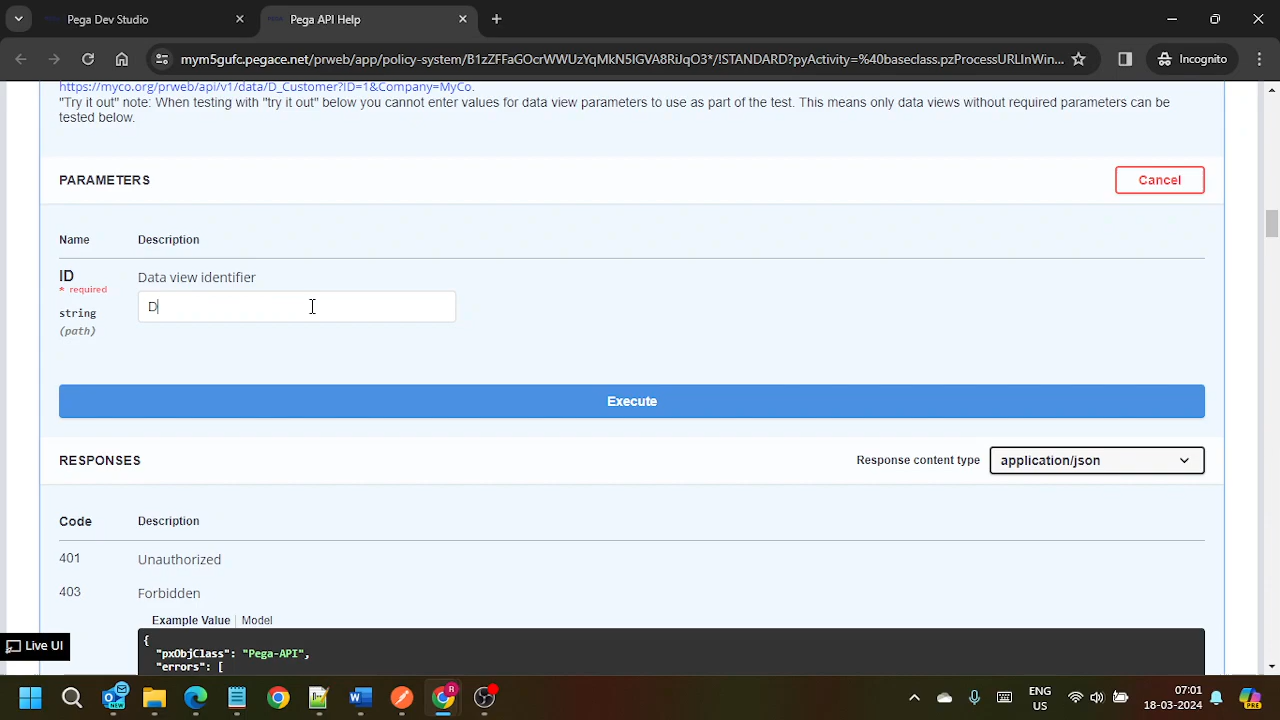 Pega Dev Studio
Pega API Help
mym5gufc.pegace.net/prweb/app/policy-system/B1zZFFaGOcrWWUzYqMkN5IGVA8RiJqO3*/!STANDARD?pyActivity=%40baseclass.pzProcessURLInWin...
Incognito
https://myco.org/prweb/api/v1/data/D_Customer?ID=1&Company=MyCo.
"Try it out" note: When testing with "try it out" below you cannot enter values for data view parameters to use as part of the test. This means only data views without required parameters can be
tested below.
PARAMETERS
Cancel
Name
Description
ID
* required
string
(path)
Data view identifier
D
Execute
RESPONSES
Response content type
application/json
Code
Description
401
Unauthorized
403
Forbidden
Example Value
Model
{
"pxObjClass": "Pega-API",
"errors": [
Live UI
NEW
R
ENG
US
07:01
18-03-2024
PRE